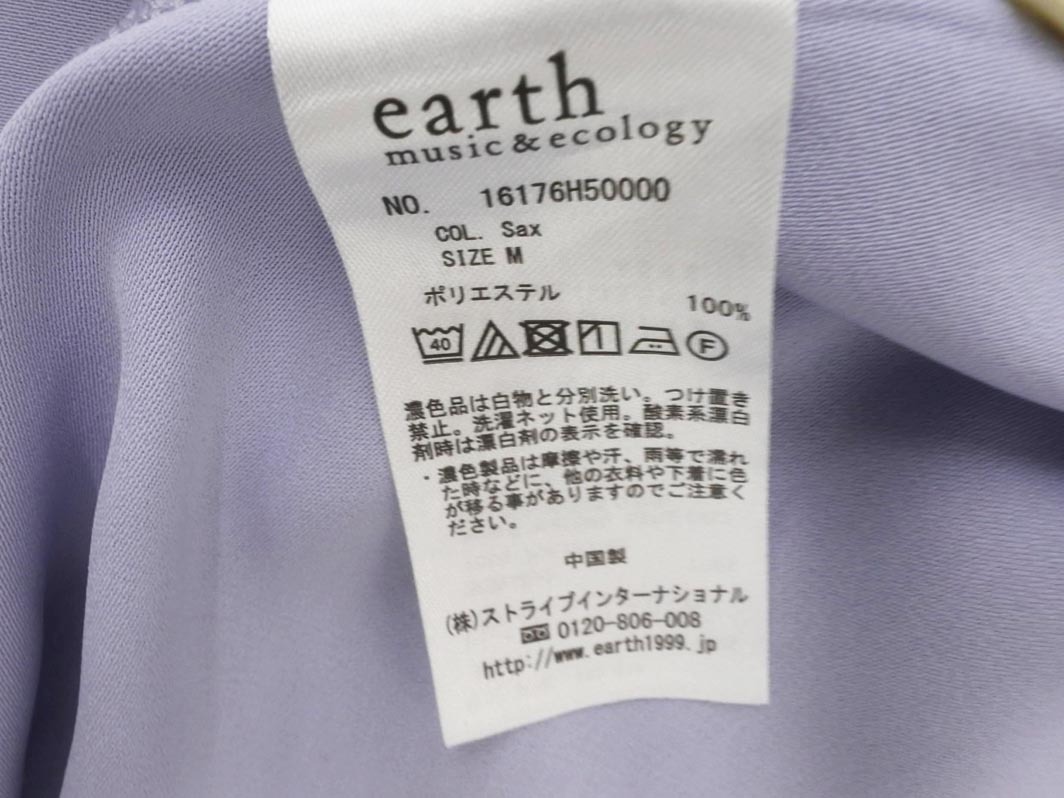 earth
music & ecology
NO. 16176H50000
COL. Sax
SIZE M
ポリエステル 100%
40 F
濃色品は白物と分別洗い。つけ置き
禁止。洗濯ネット使用。酸素系漂白
剤時は漂白剤の表示を確認。
・濃色製品は摩擦や汗、雨等で濡れ
た時などに、他の衣料や下着に色
が移る事がありますのでご注意く
ださい。
中国製
(株)ストライプインターナショナル
0120-806-008
http://www.earth1999.jp